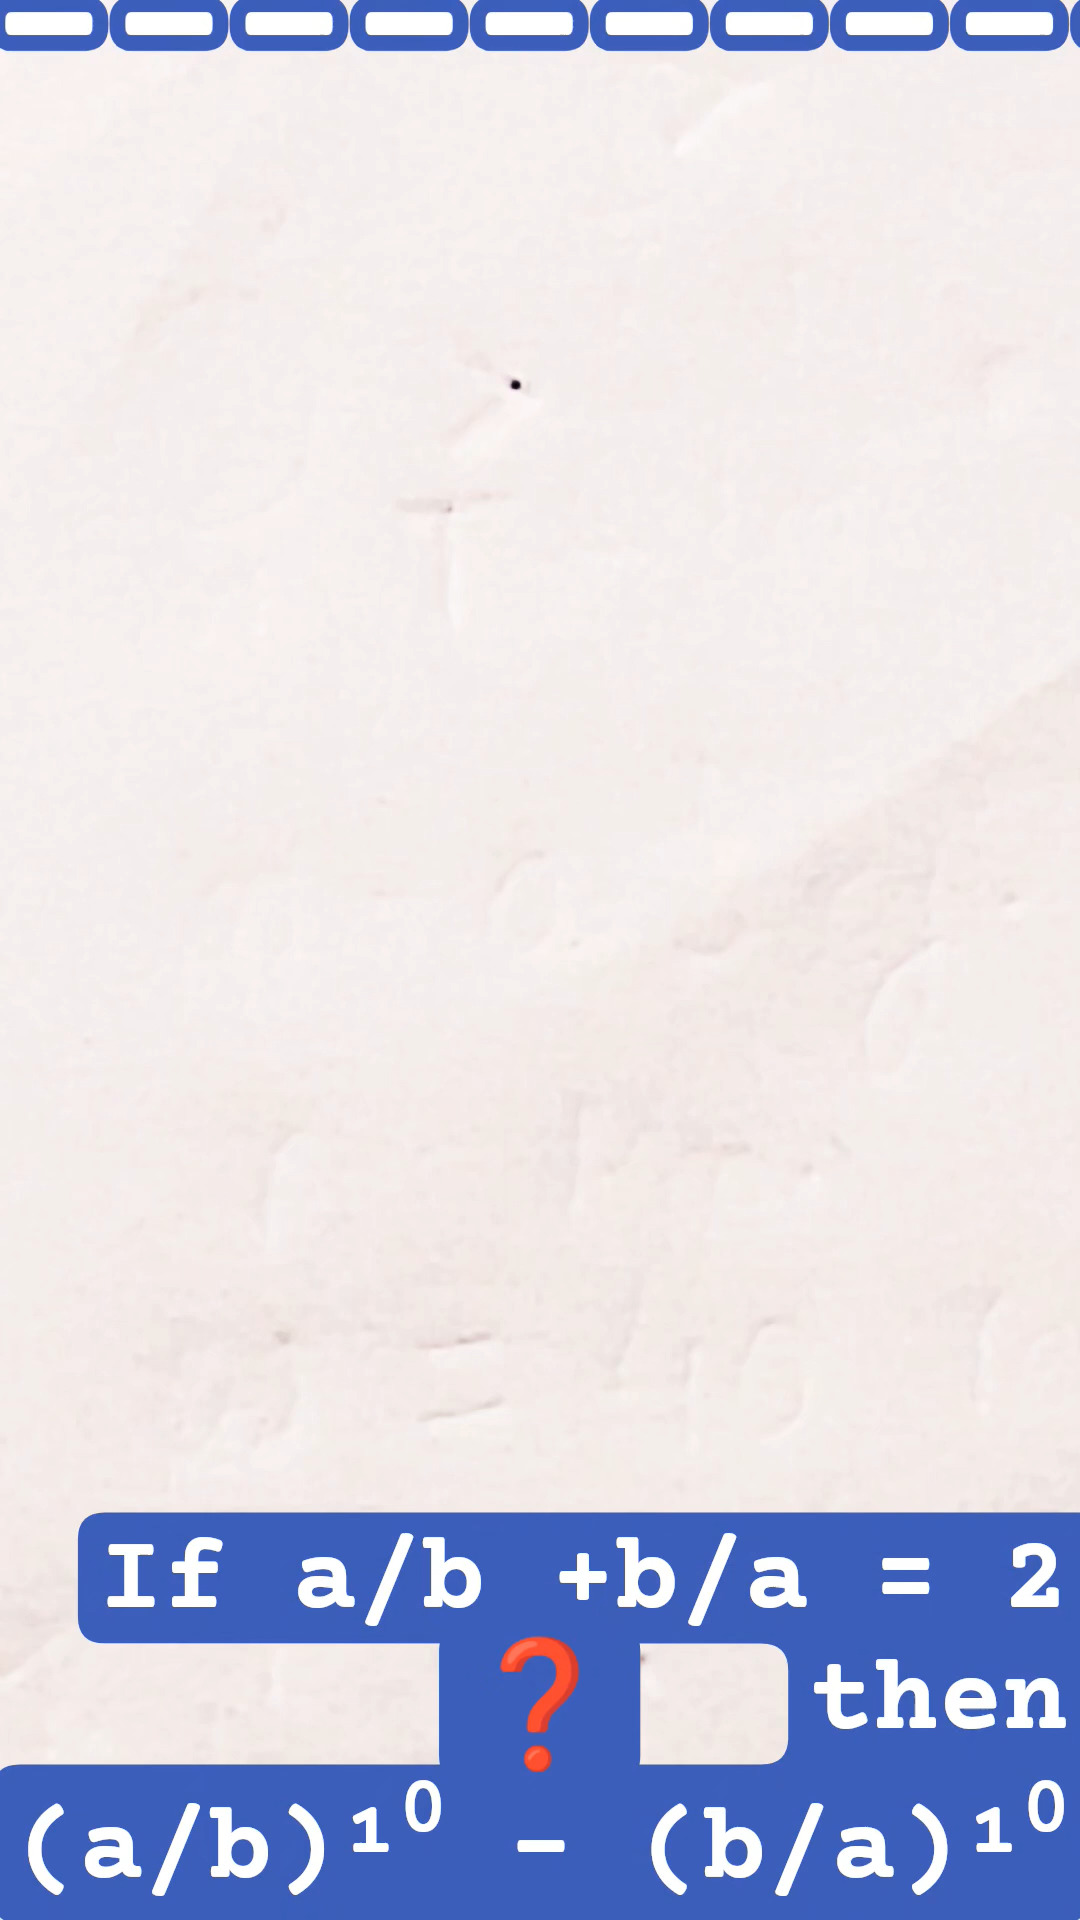 If a/b +b/a = 2
then
❓
(a/b)¹⁰ - (b/a)¹⁰